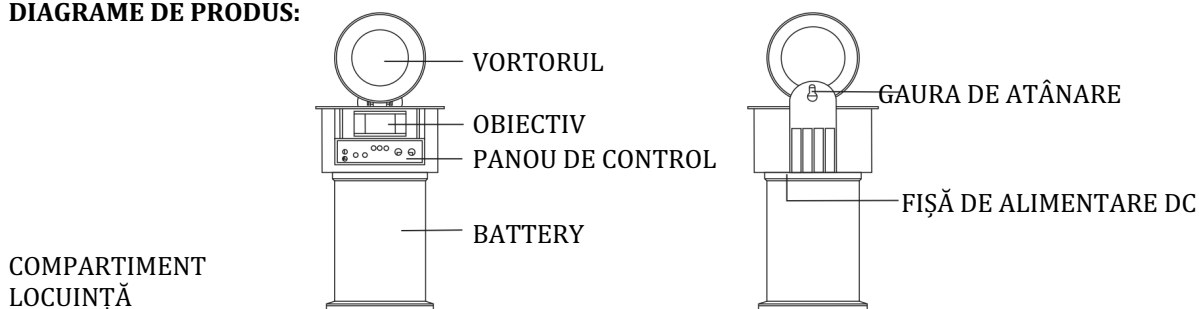 DIAGRAME DE PRODUS:
VORTORUL
GAURA DE ATÂNARE
OBIECTIV
PANOU DE CONTROL
FIȘĂ DE ALIMENTARE DC
BATTERY
COMPARTIMENT
LOCUINȚĂ